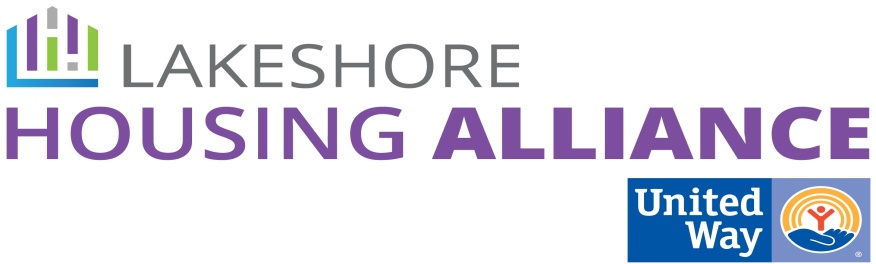 LAKESHORE
HOUSING ALLIANCE
United
Way
®